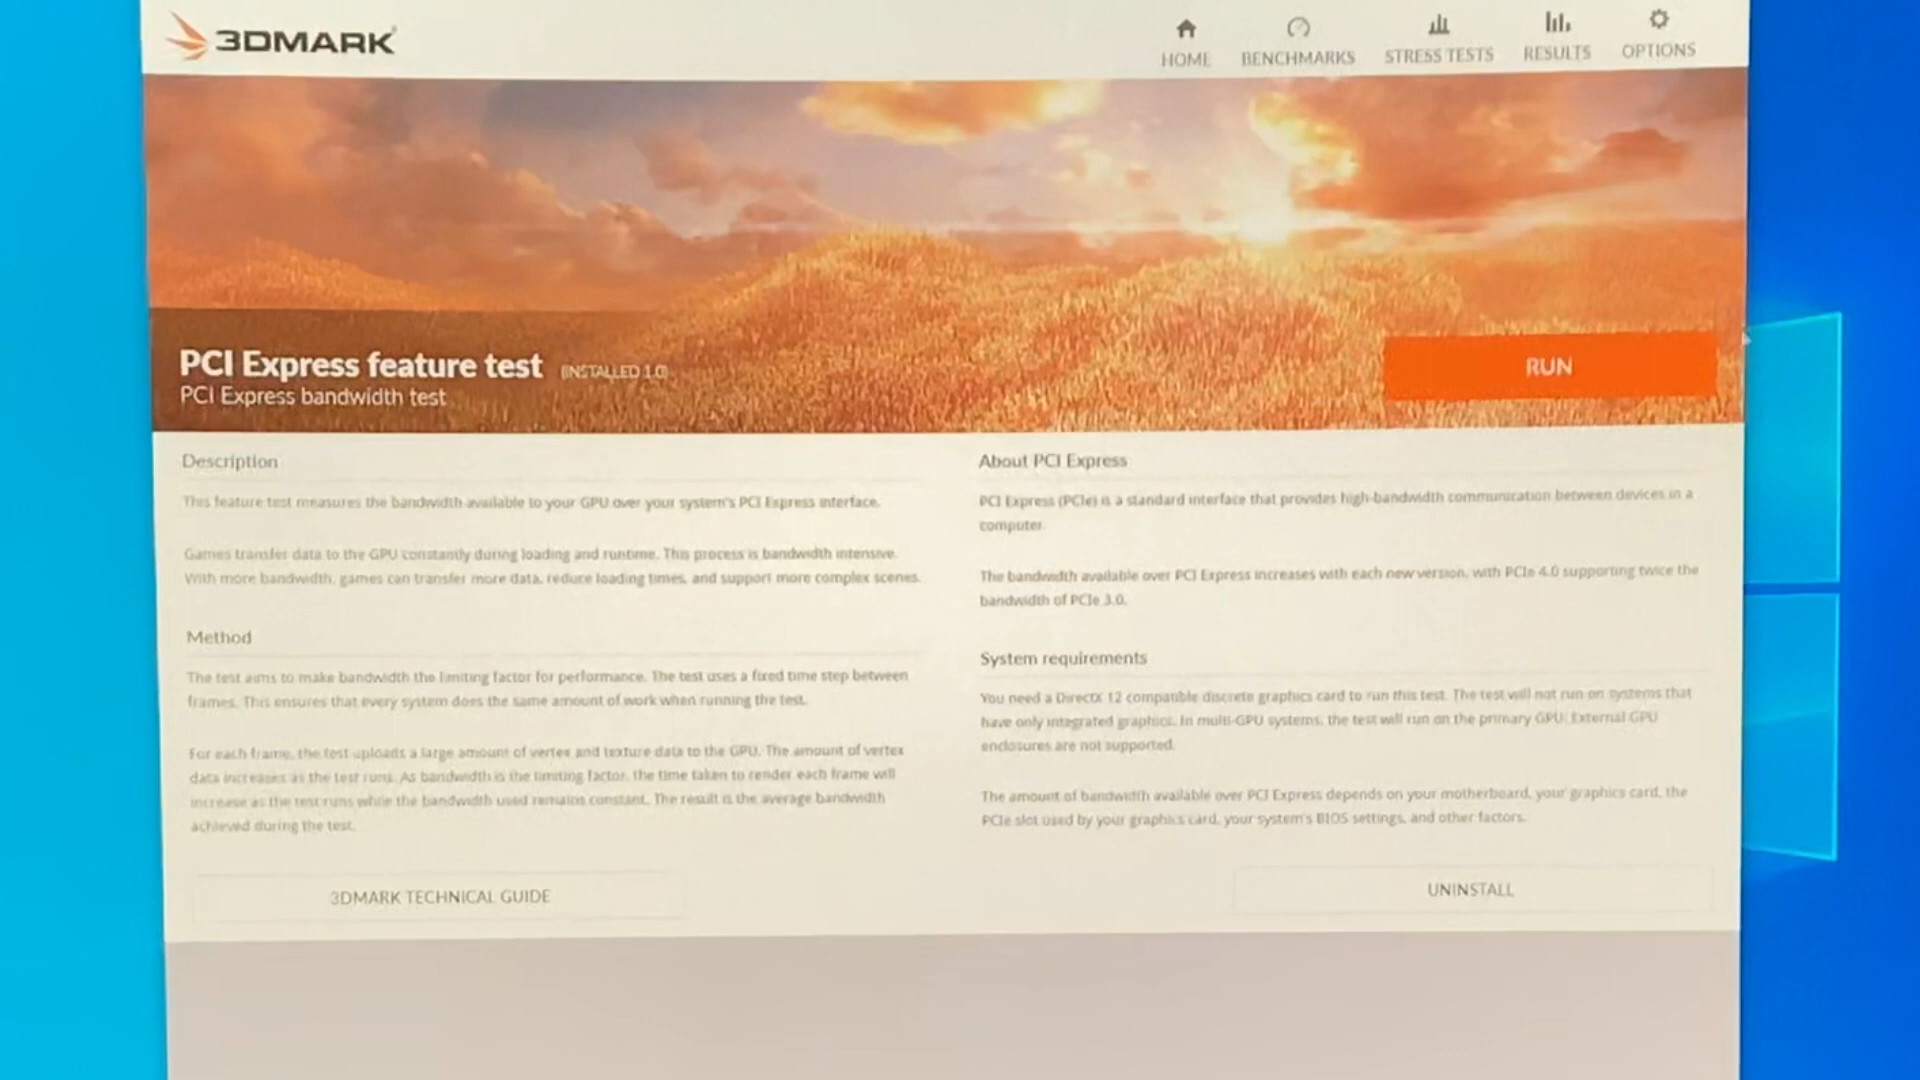 3DMARK
HOME
BENCHMARKS
STRESS TESTS
RESULTS
OPTIONS
PCI Express feature test (INSTALLED 1.0)
PCI Express bandwidth test
RUN
Description
This feature test measures the bandwidth available to your GPU over your system's PCI Express interface.
Games transfer data to the GPU constantly during loading and runtime. This process is bandwidth intensive.
With more bandwidth, games can transfer more data, reduce loading times, and support more complex scenes.
Method
The test aims to make bandwidth the limiting factor for performance. The test uses a fixed time step between
frames. This ensures that every system does the same amount of work when running the test.
For each frame, the test uploads a large amount of vertex and texture data to the GPU. The amount of vertex
data increases as the test runs. As bandwidth is the limiting factor, the time taken to render each frame will
increase as the test runs while the bandwidth used remains constant. The result is the average bandwidth
achieved during the test.
3DMARK TECHNICAL GUIDE
About PCI Express
PCI Express (PCIe) is a standard interface that provides high-bandwidth communication between devices in a
computer.
The bandwidth available over PCI Express increases with each new version, with PCIe 4.0 supporting twice the
bandwidth of PCIe 3.0.
System requirements
You need a DirectX 12 compatible discrete graphics card to run this test. The test will not run on systems that
have only integrated graphics. In multi-GPU systems, the test will run on the primary GPU. External GPU
enclosures are not supported.
The amount of bandwidth available over PCI Express depends on your motherboard, your graphics card, the
PCIe slot used by your graphics card, your system's BIOS settings, and other factors.
UNINSTALL